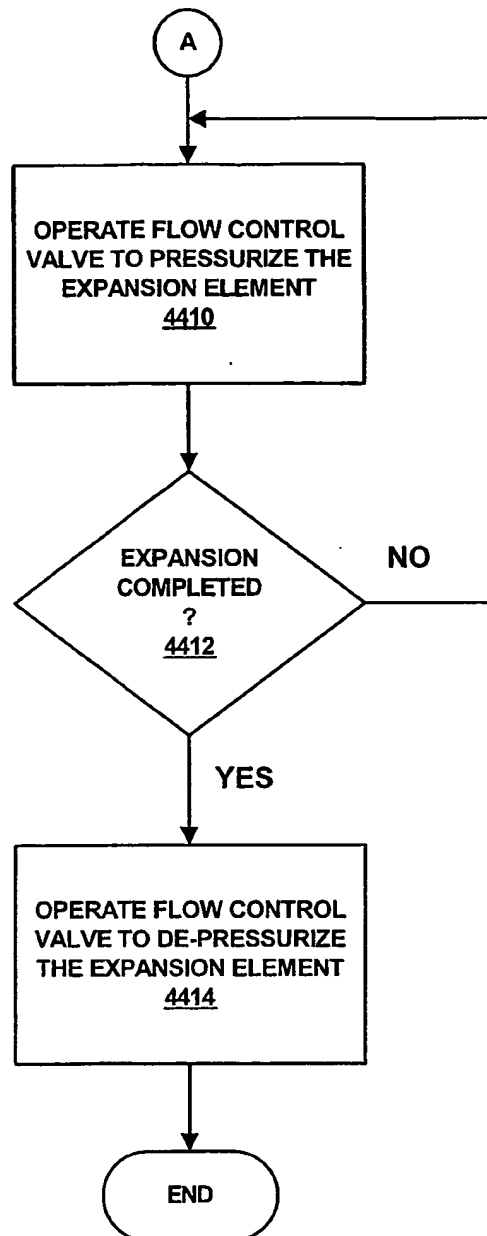 A
OPERATE FLOW CONTROL
VALVE TO PRESSURIZE THE
EXPANSION ELEMENT
4410
EXPANSION
COMPLETED
?
4412
NO
YES
OPERATE FLOW CONTROL
VALVE TO DE-PRESSURIZE
THE EXPANSION ELEMENT
4414
END